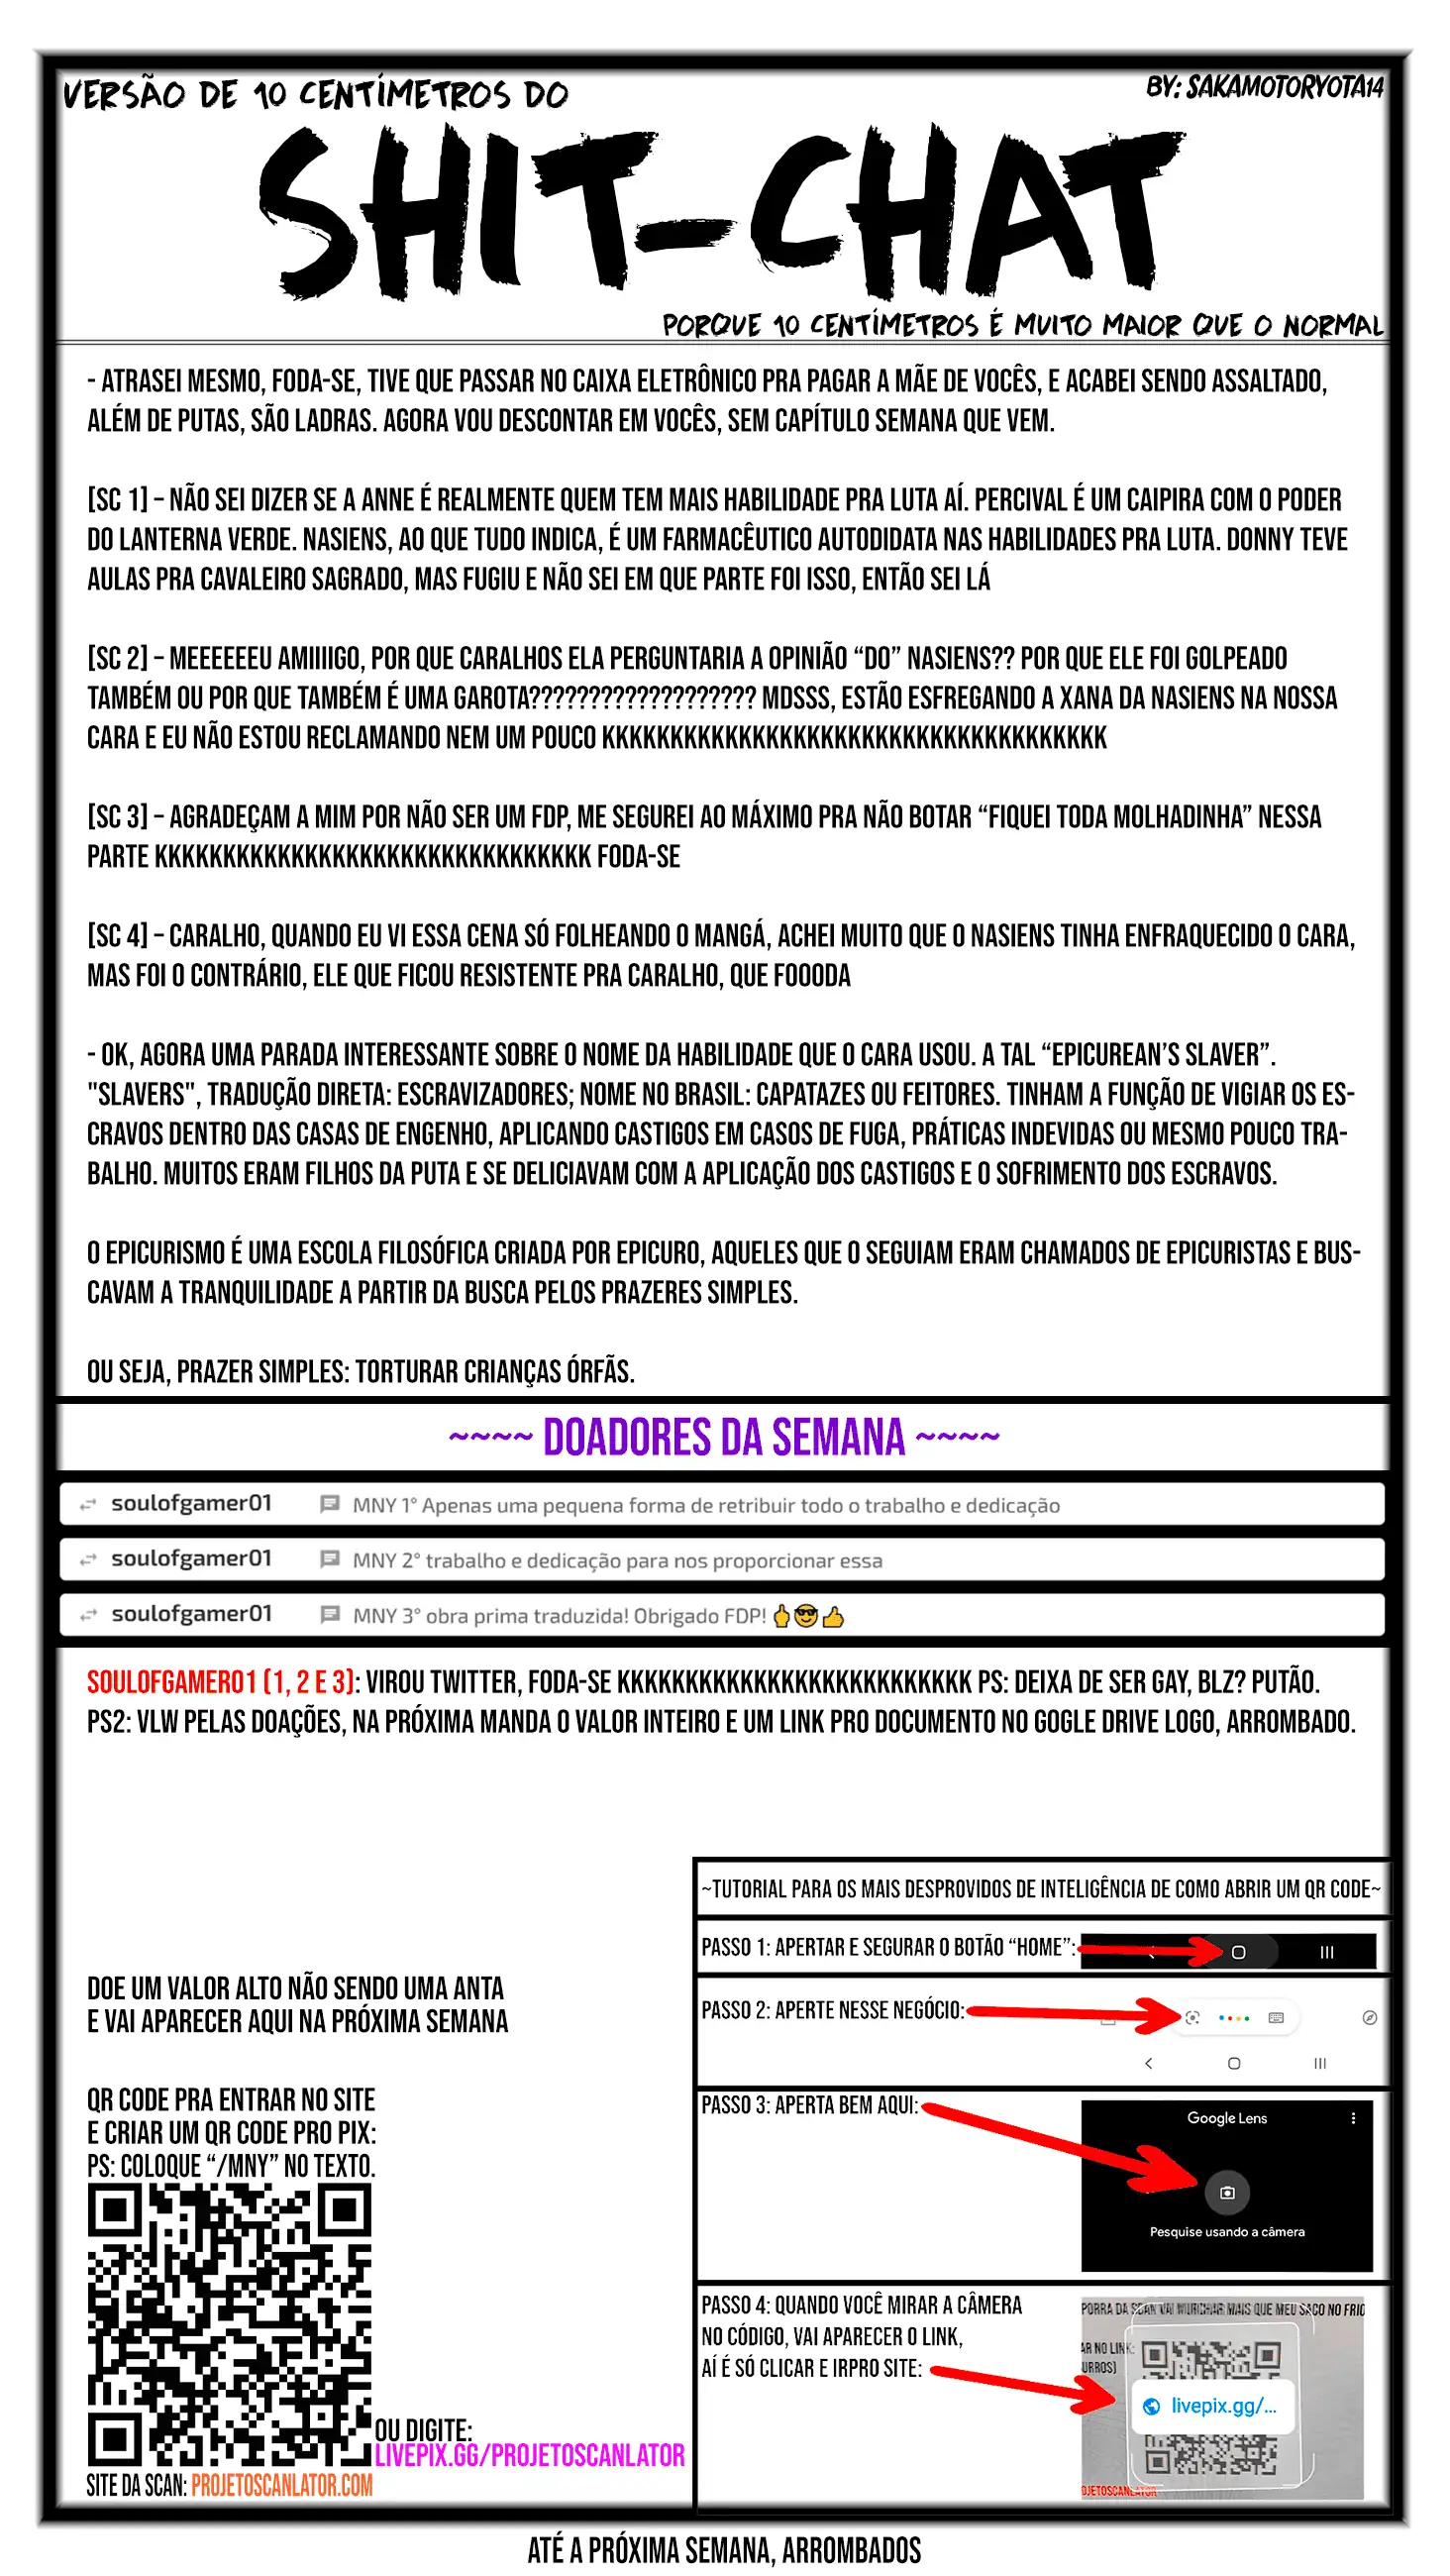 VERSÃO DE 10 CENTÍMETROS DO
BY: SAKAMOTORYOTA14
SHIT-CHAT
PORQUE 10 CENTÍMETROS É MUITO MAIOR QUE O NORMAL
- ATRASEI MESMO, FODA-SE, TIVE QUE PASSAR NO CAIXA ELETRÔNICO PRA PAGAR A MÃE DE VOCÊS, E ACABEI SENDO ASSALTADO,
ALÉM DE PUTAS, SÃO LADRAS. AGORA VOU DESCONTAR EM VOCÊS, SEM CAPÍTULO SEMANA QUE VEM.
[SC 1] – NÃO SEI DIZER SE A ANNE É REALMENTE QUEM TEM MAIS HABILIDADE PRA LUTA AÍ. PERCIVAL É UM CAIPIRA COM O PODER
DO LANTERNA VERDE. NASIENS, AO QUE TUDO INDICA, É UM FARMACÊUTICO AUTODIDATA NAS HABILIDADES PRA LUTA. DONNY TEVE
AULAS PRA CAVALEIRO SAGRADO, MAS FUGIU E NÃO SEI EM QUE PARTE FOI ISSO, ENTÃO SEI LÁ
[SC 2] – MEEEEEEU AMIIIIGO, POR QUE CARALHOS ELA PERGUNTARIA A OPINIÃO “DO” NASIENS?? POR QUE ELE FOI GOLPEADO
TAMBÉM OU POR QUE TAMBÉM É UMA GAROTA??????????????????? MDSSS, ESTÃO ESFREGANDO A XANA DA NASIENS NA NOSSA
CARA E EU NÃO ESTOU RECLAMANDO NEM UM POUCO KKKKKKKKKKKKKKKKKKKKKKKKKKKKKKKKKKKKK
[SC 3] – AGRADEÇAM A MIM POR NÃO SER UM FDP, ME SEGUREI AO MÁXIMO PRA NÃO BOTAR “FIQUEI TODA MOLHADINHA” NESSA
PARTE KKKKKKKKKKKKKKKKKKKKKKKKKKKKKKKK FODA-SE
[SC 4] – CARALHO, QUANDO EU VI ESSA CENA SÓ FOLHEANDO O MANGÁ, ACHEI MUITO QUE O NASIENS TINHA ENFRAQUECIDO O CARA,
MAS FOI O CONTRÁRIO, ELE QUE FICOU RESISTENTE PRA CARALHO, QUE FOOODA
- OK, AGORA UMA PARADA INTERESSANTE SOBRE O NOME DA HABILIDADE QUE O CARA USOU. A TAL “EPICUREAN’S SLAVER”.
"SLAVERS", TRADUÇÃO DIRETA: ESCRAVIZADORES; NOME NO BRASIL: CAPATAZES OU FEITORES. TINHAM A FUNÇÃO DE VIGIAR OS ES-
CRAVOS DENTRO DAS CASAS DE ENGENHO, APLICANDO CASTIGOS EM CASOS DE FUGA, PRÁTICAS INDEVIDAS OU MESMO POUCO TRA-
BALHO. MUITOS ERAM FILHOS DA PUTA E SE DELICIAVAM COM A APLICAÇÃO DOS CASTIGOS E O SOFRIMENTO DOS ESCRAVOS.
O EPICURISMO É UMA ESCOLA FILOSÓFICA CRIADA POR EPICURO, AQUELES QUE O SEGUIAM ERAM CHAMADOS DE EPICURISTAS E BUS-
CAVAM A TRANQUILIDADE A PARTIR DA BUSCA PELOS PRAZERES SIMPLES.
OU SEJA, PRAZER SIMPLES: TORTURAR CRIANÇAS ÓRFÃS.
~~~~ DOADORES DA SEMANA ~~~~
soulofgamer01 MNY 1° Apenas uma pequena forma de retribuir todo o trabalho e dedicação
soulofgamer01 MNY 2° trabalho e dedicação para nos proporcionar essa
soulofgamer01 MNY 3° obra prima traduzida! Obrigado FDP! 🖕😎👍
SOULOFGAMER01 (1, 2 E 3): VIROU TWITTER, FODA-SE KKKKKKKKKKKKKKKKKKKKKKKKKK PS: DEIXA DE SER GAY, BLZ? PUTÃO.
PS2: VLW PELAS DOAÇÕES, NA PRÓXIMA MANDA O VALOR INTEIRO E UM LINK PRO DOCUMENTO NO GOGLE DRIVE LOGO, ARROMBADO.
DOE UM VALOR ALTO NÃO SENDO UMA ANTA
E VAI APARECER AQUI NA PRÓXIMA SEMANA
QR CODE PRA ENTRAR NO SITE
E CRIAR UM QR CODE PRO PIX:
PS: COLOQUE “/MNY” NO TEXTO.
OU DIGITE:
LIVEPIX.GG/PROJETOSCANLATOR
SITE DA SCAN: PROJETOSCANLATOR.COM
~TUTORIAL PARA OS MAIS DESPROVIDOS DE INTELIGÊNCIA DE COMO ABRIR UM QR CODE~
PASSO 1: APERTAR E SEGURAR O BOTÃO “HOME”:
PASSO 2: APERTE NESSE NEGÓCIO:
PASSO 3: APERTA BEM AQUI:
Google Lens
Pesquise usando a câmera
PASSO 4: QUANDO VOCÊ MIRAR A CÂMERA
NO CÓDIGO, VAI APARECER O LINK,
AÍ É SÓ CLICAR E IRPRO SITE:
PORRA DA SCAN VAI MURCHAR MAIS QUE MEU SACO NO FRIO
AR NO LINK:
URROS)
livepix.gg/...
OJETOSCANLATOR
ATÉ A PRÓXIMA SEMANA, ARROMBADOS